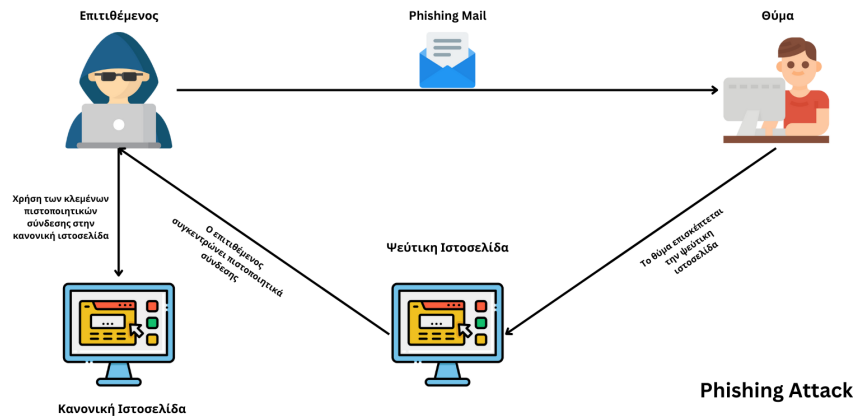 Επιτιθέμενος
Phishing Mail
Θύμα
Χρήση των κλεμένων
πιστοποιητικών
σύνδεσης στην
κανονική ιστοσελίδα
Ο επιτιθέμενος
συγκεντρώνει πιστοποιητικά
σύνδεσης
Ψεύτικη Ιστοσελίδα
Το θύμα επισκέπτεται
την ψεύτικη
ιστοσελίδα
Κανονική Ιστοσελίδα
Phishing Attack